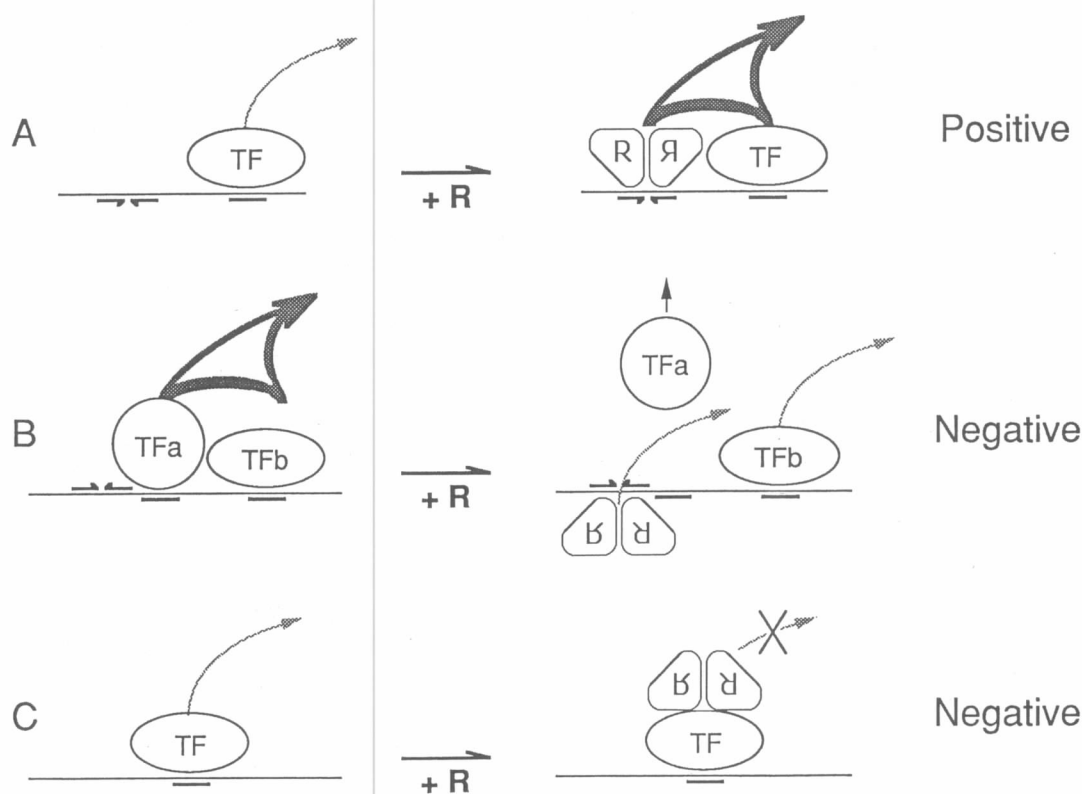 A
TF
+ R
R R
TF
Positive
B
TFa
TFb
+ R
TFa
TFb
R R
Negative
C
TF
+ R
R R
TF
Negative